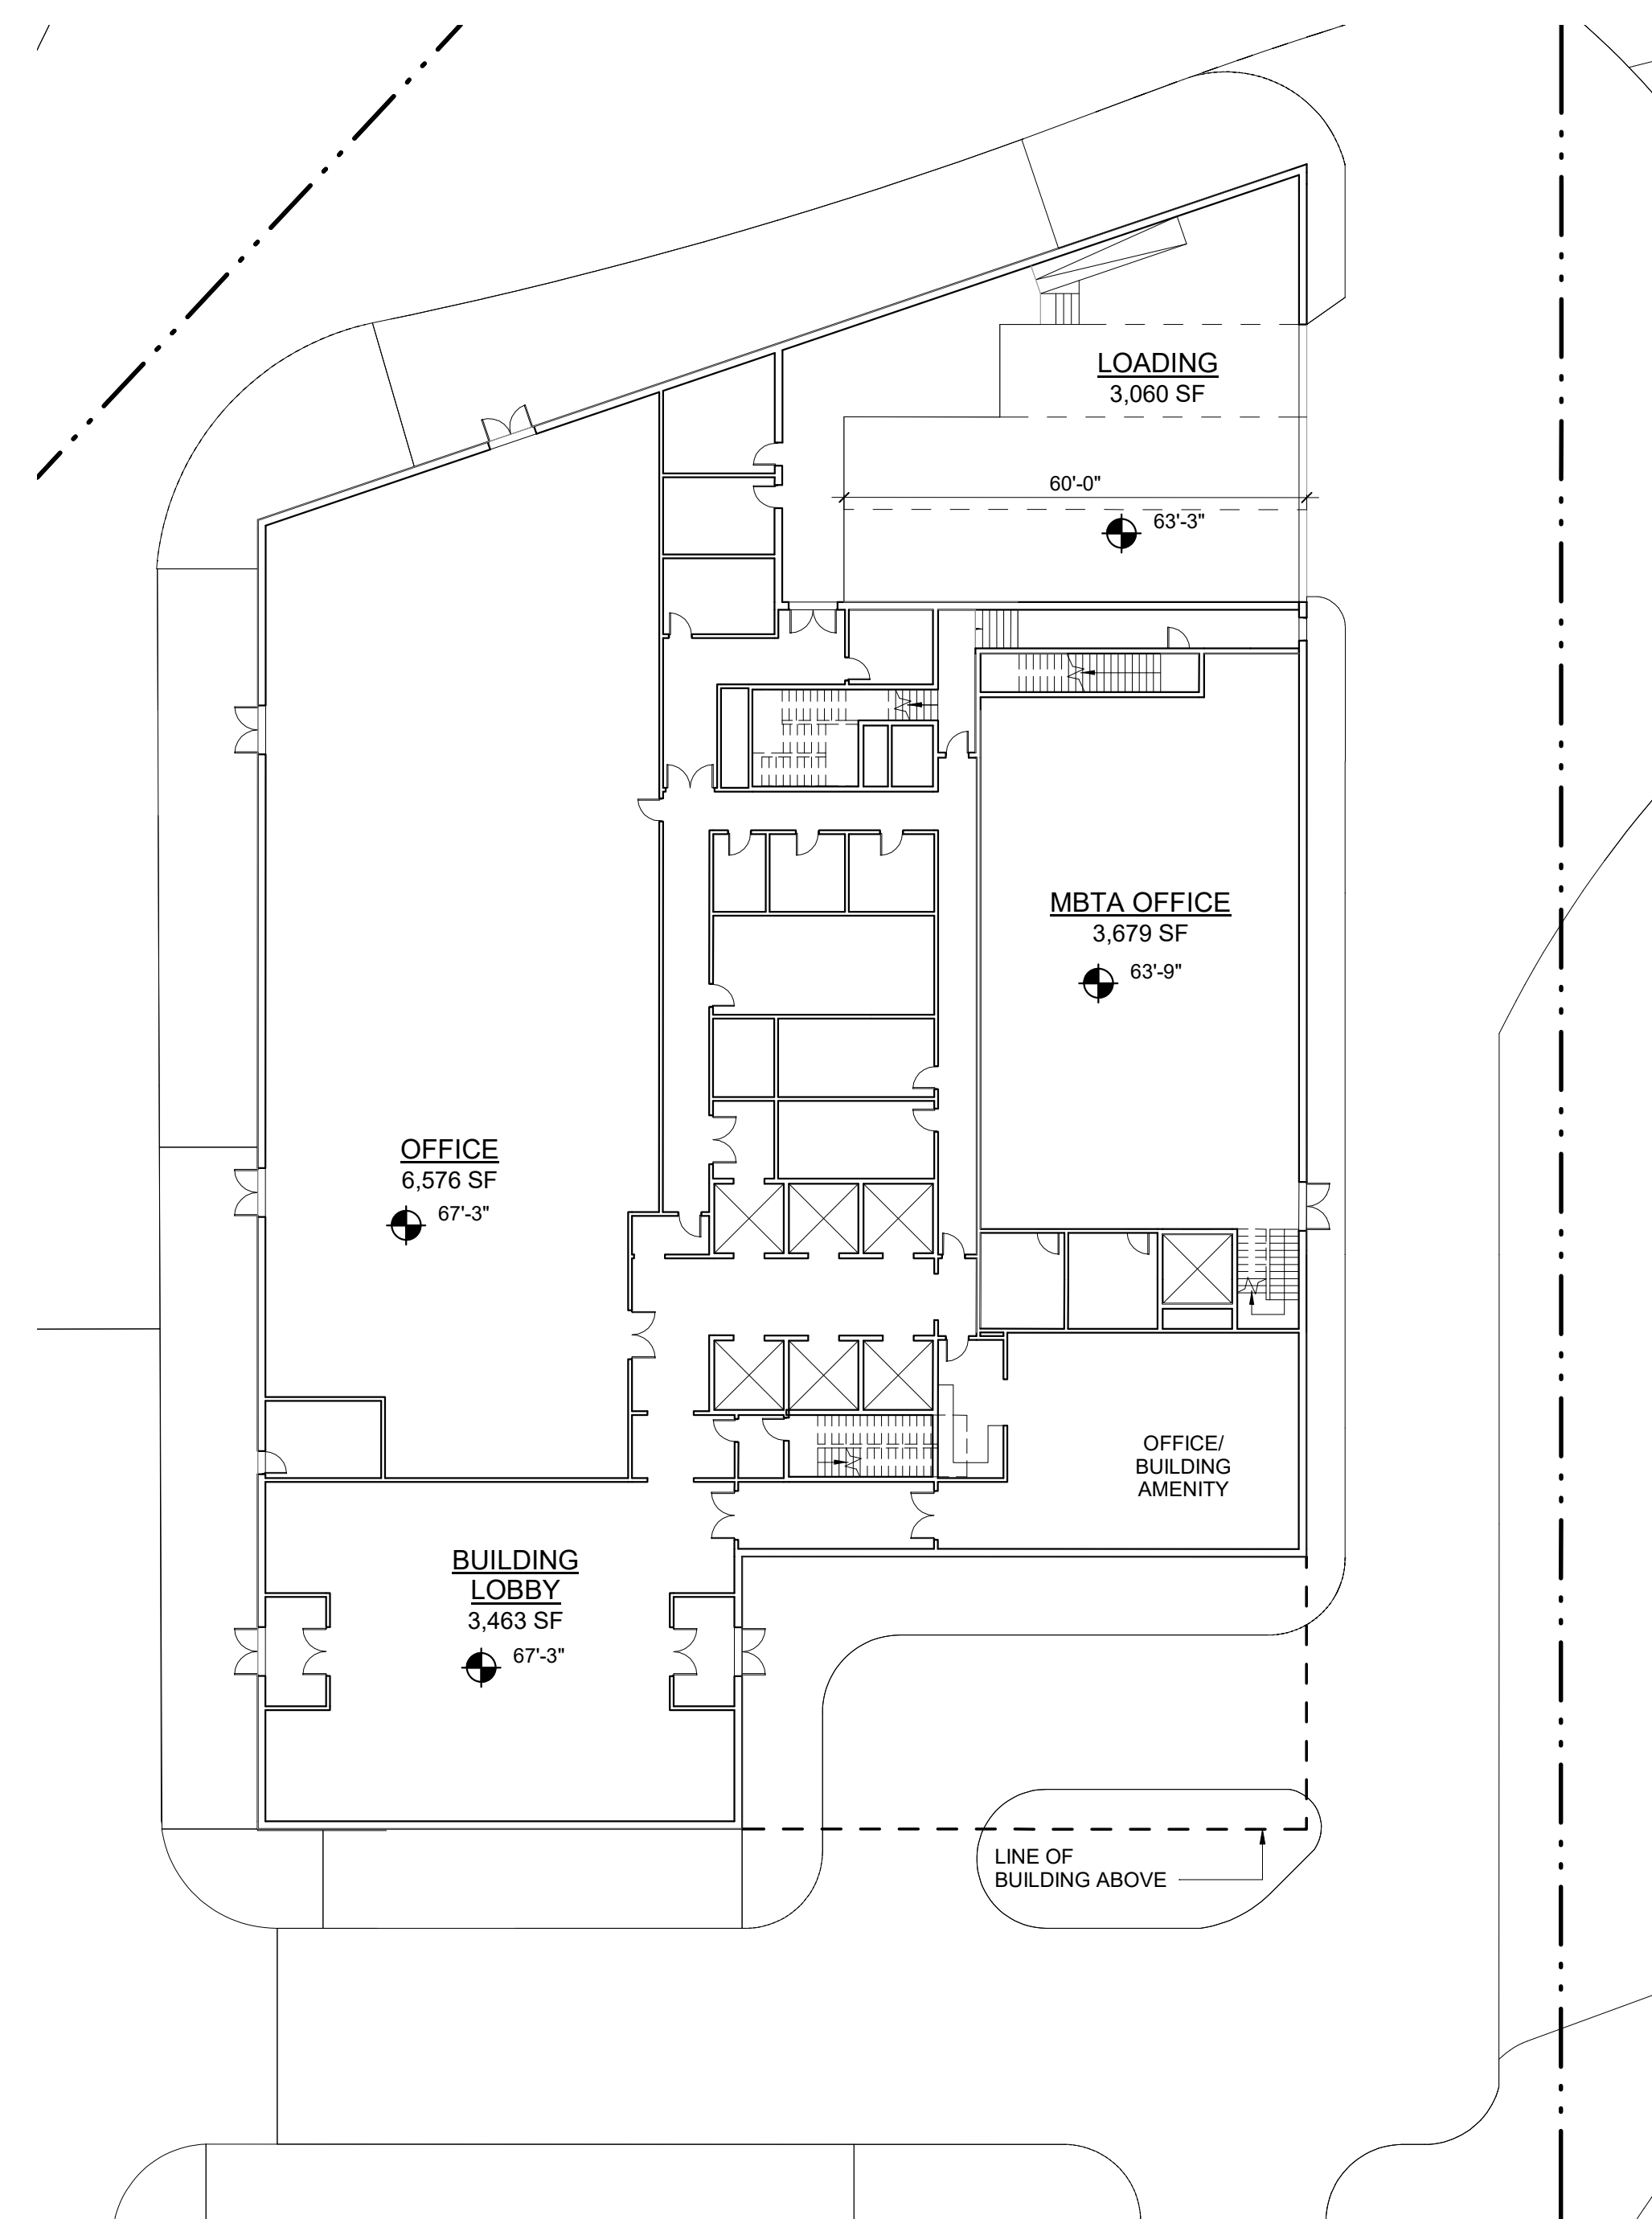 LOADING
3,060 SF
60'-0"
63'-3"
MBTA OFFICE
3,679 SF
63'-9"
OFFICE
6,576 SF
67'-3"
OFFICE/
BUILDING
AMENITY
BUILDING
LOBBY
3,463 SF
67'-3"
LINE OF
BUILDING ABOVE